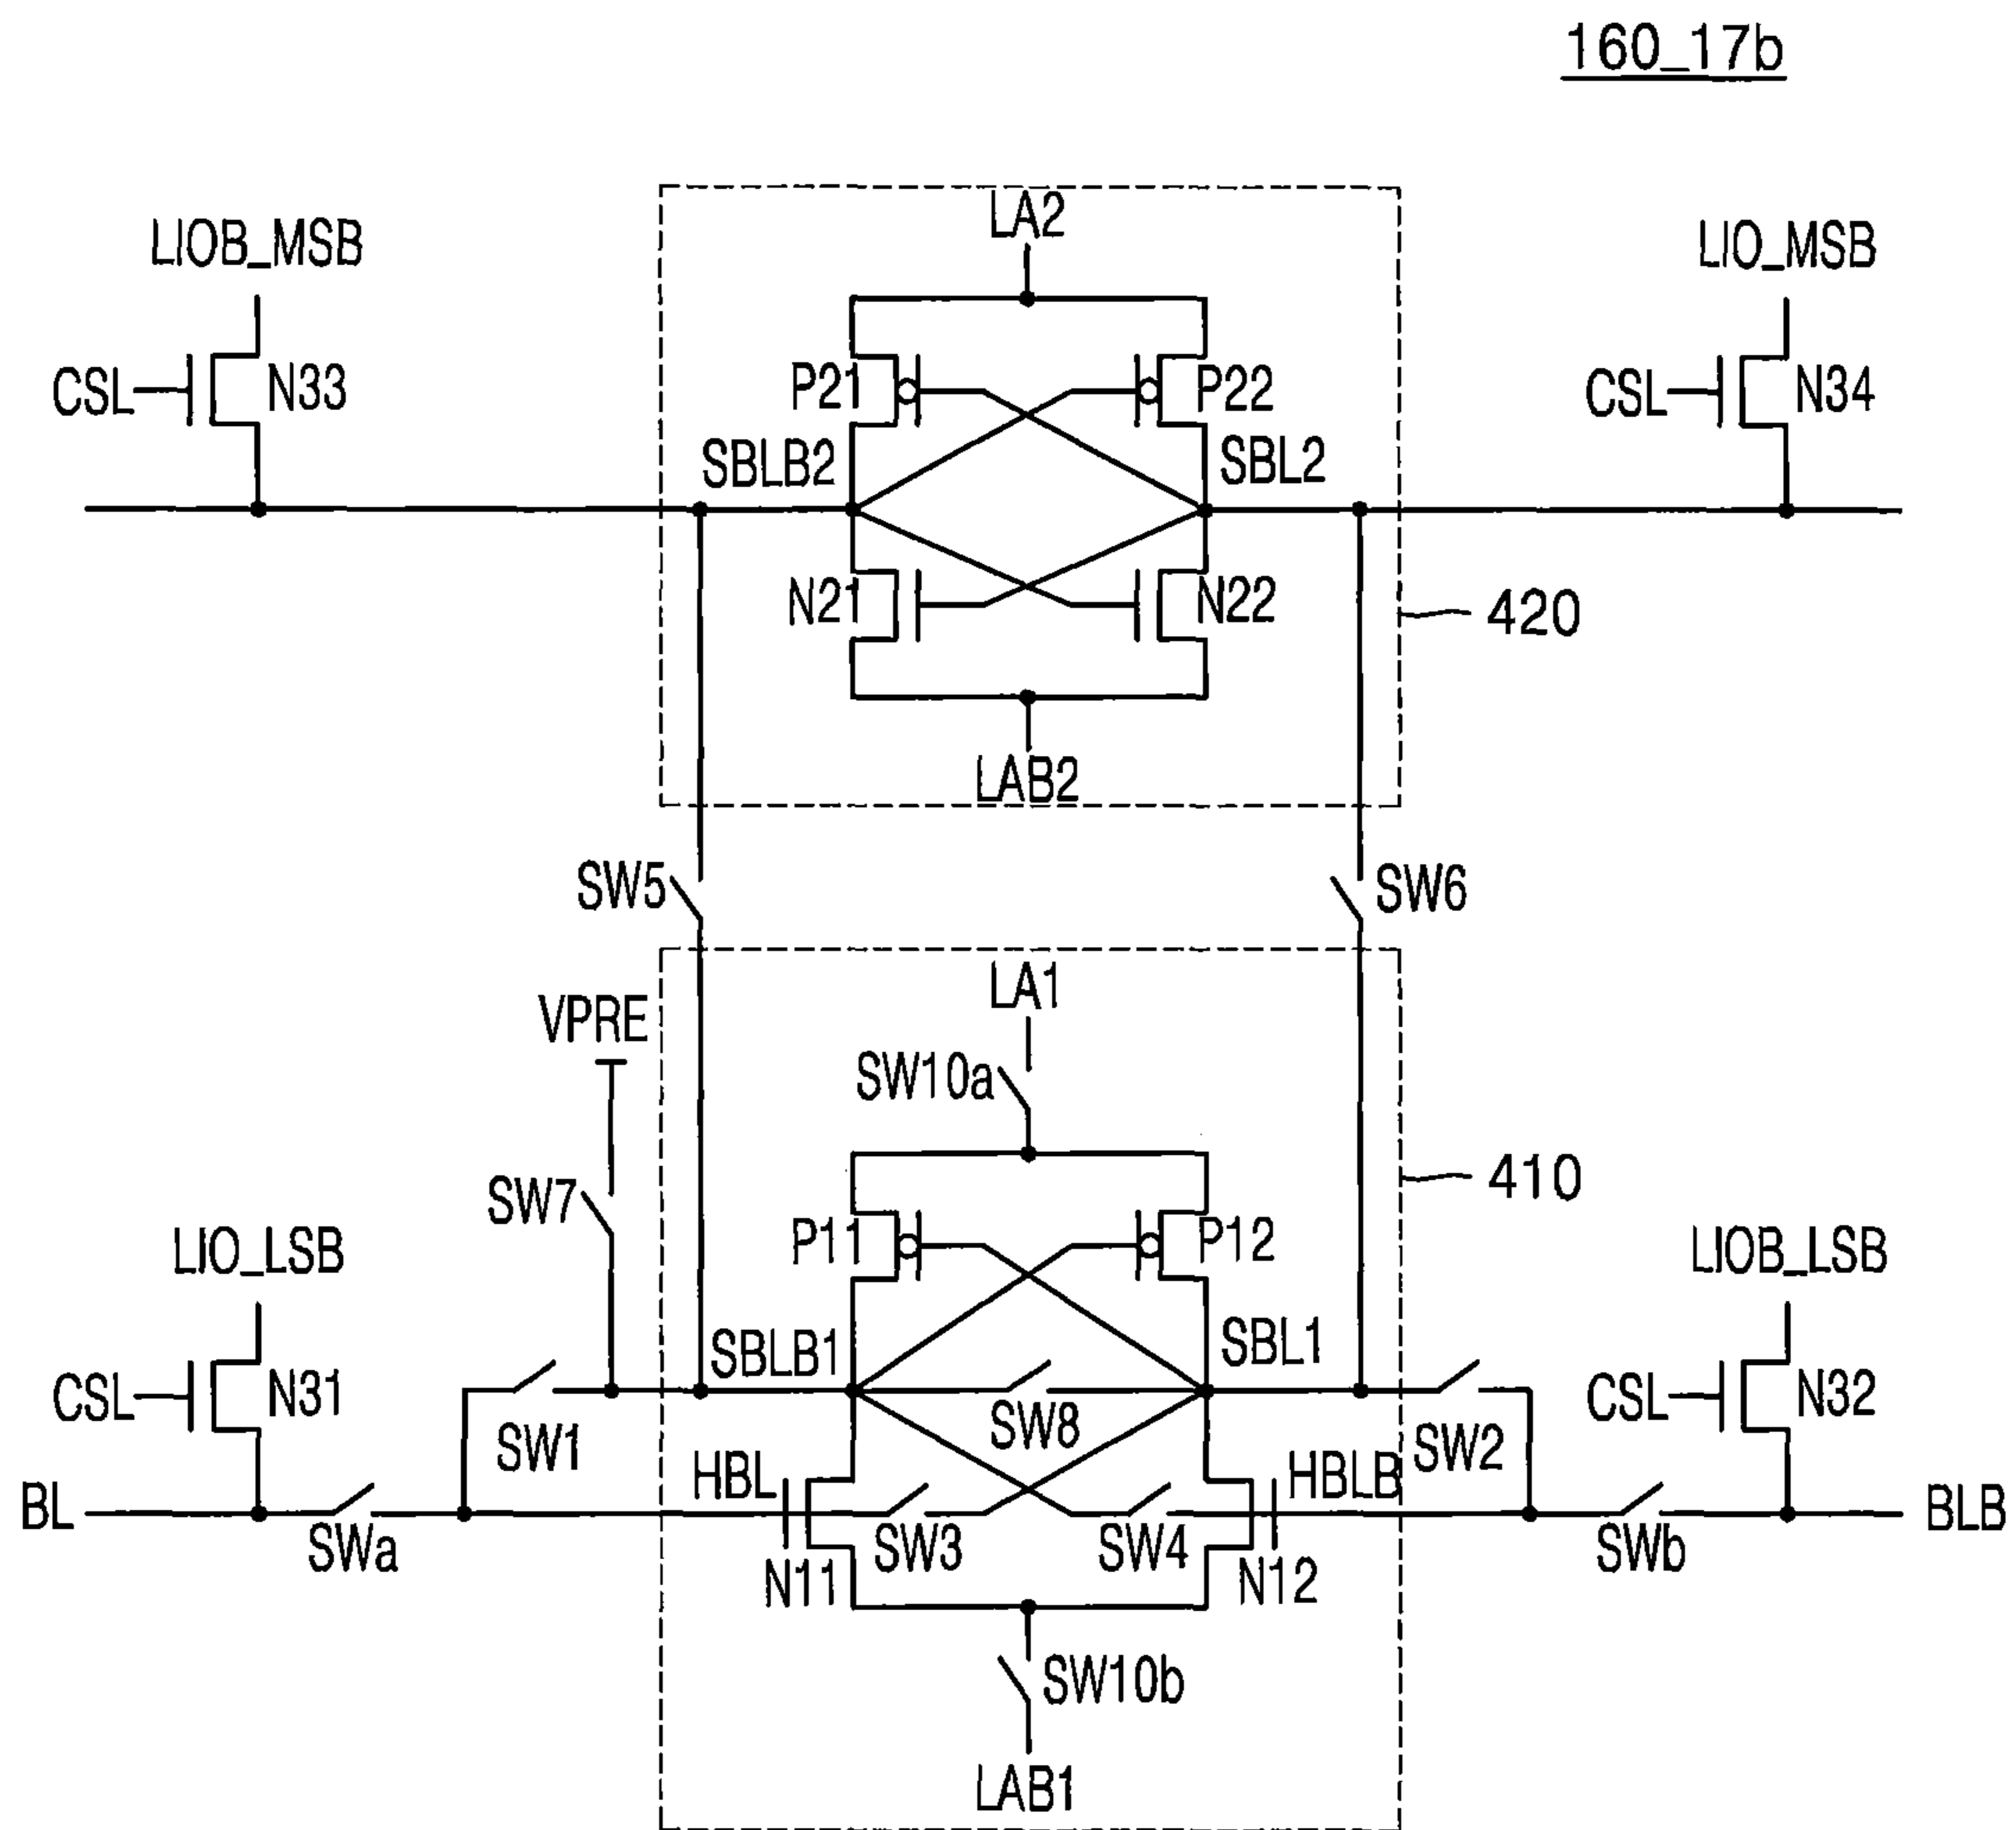 160_17b
LA2
LIOB_MSB
LIO_MSB
CSL
N33
P21
P22
CSL
N34
SBLB2
SBL2
N21
N22
420
LAB2
SW5
SW6
LA1
VPRE
SW10a
SW7
410
P11
P12
LIO_LSB
LIOB_LSB
SBLB1
SBL1
CSL
N31
CSL
N32
SW1
SW8
SW2
HBL
HBLB
BL
BLB
SWa
SW3
SW4
SWb
N11
N12
SW10b
LAB1